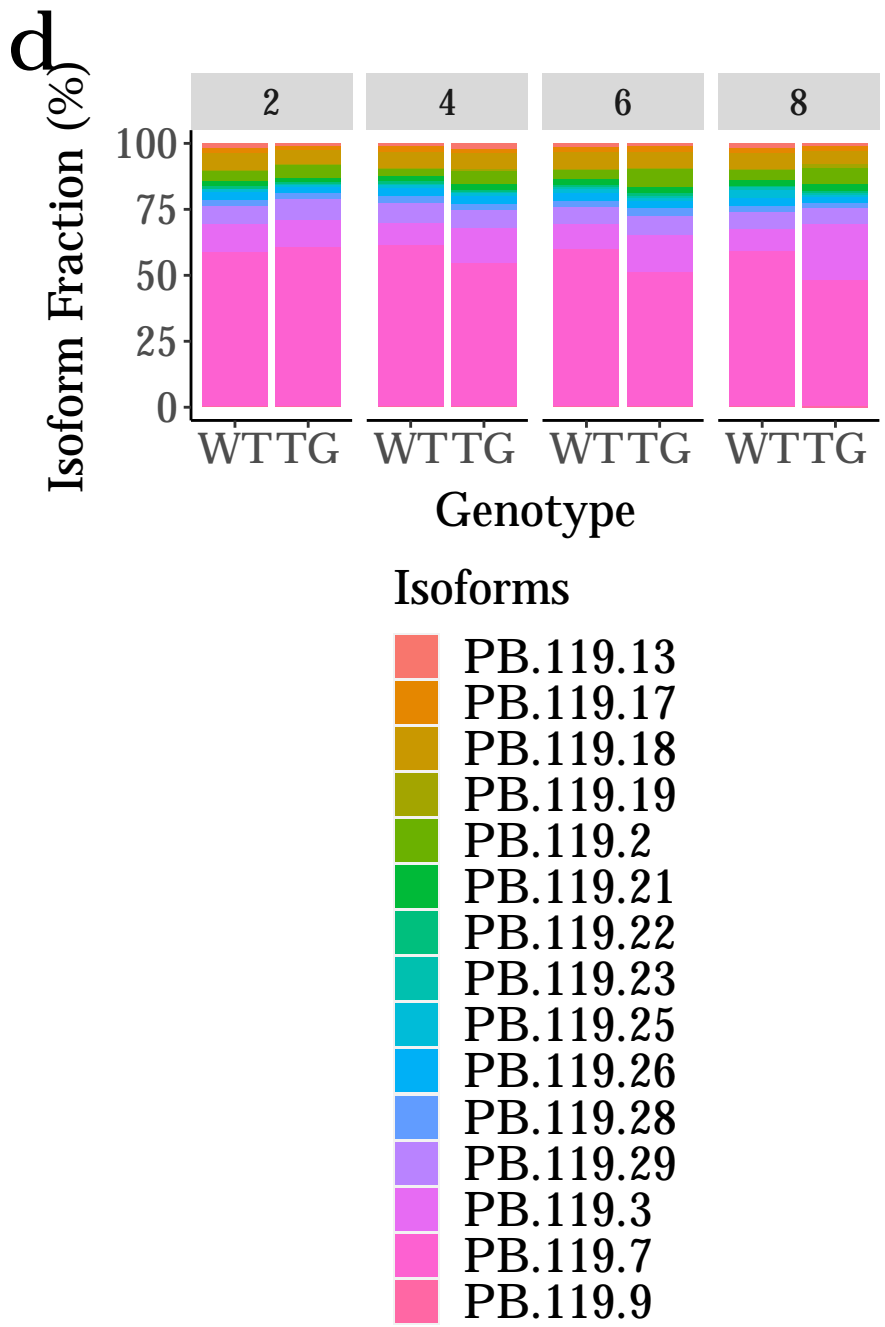 d
Isoform Fraction (%)
2 4 6 8
100
75
50
25
0
WT TG WT TG WT TG WT TG
Genotype
Isoforms
PB.119.13
PB.119.17
PB.119.18
PB.119.19
PB.119.2
PB.119.21
PB.119.22
PB.119.23
PB.119.25
PB.119.26
PB.119.28
PB.119.29
PB.119.3
PB.119.7
PB.119.9